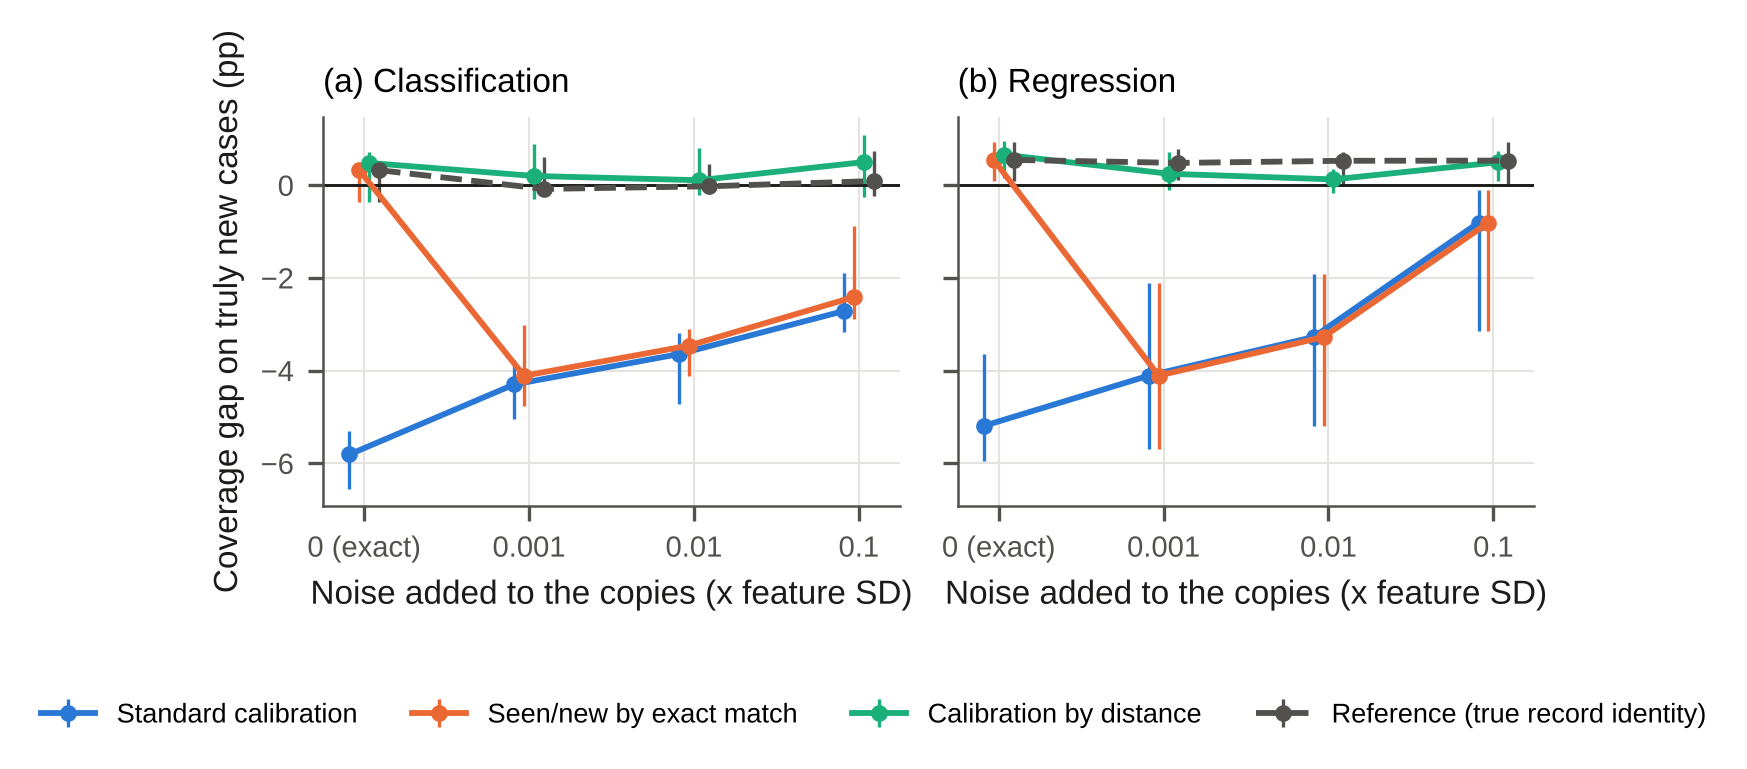 (a) Classification
(b) Regression
Coverage gap on truly new cases (pp)
0
−2
−4
−6
0 (exact) 0.001 0.01 0.1
0 (exact) 0.001 0.01 0.1
Noise added to the copies (x feature SD)
Noise added to the copies (x feature SD)
Standard calibration
Seen/new by exact match
Calibration by distance
Reference (true record identity)